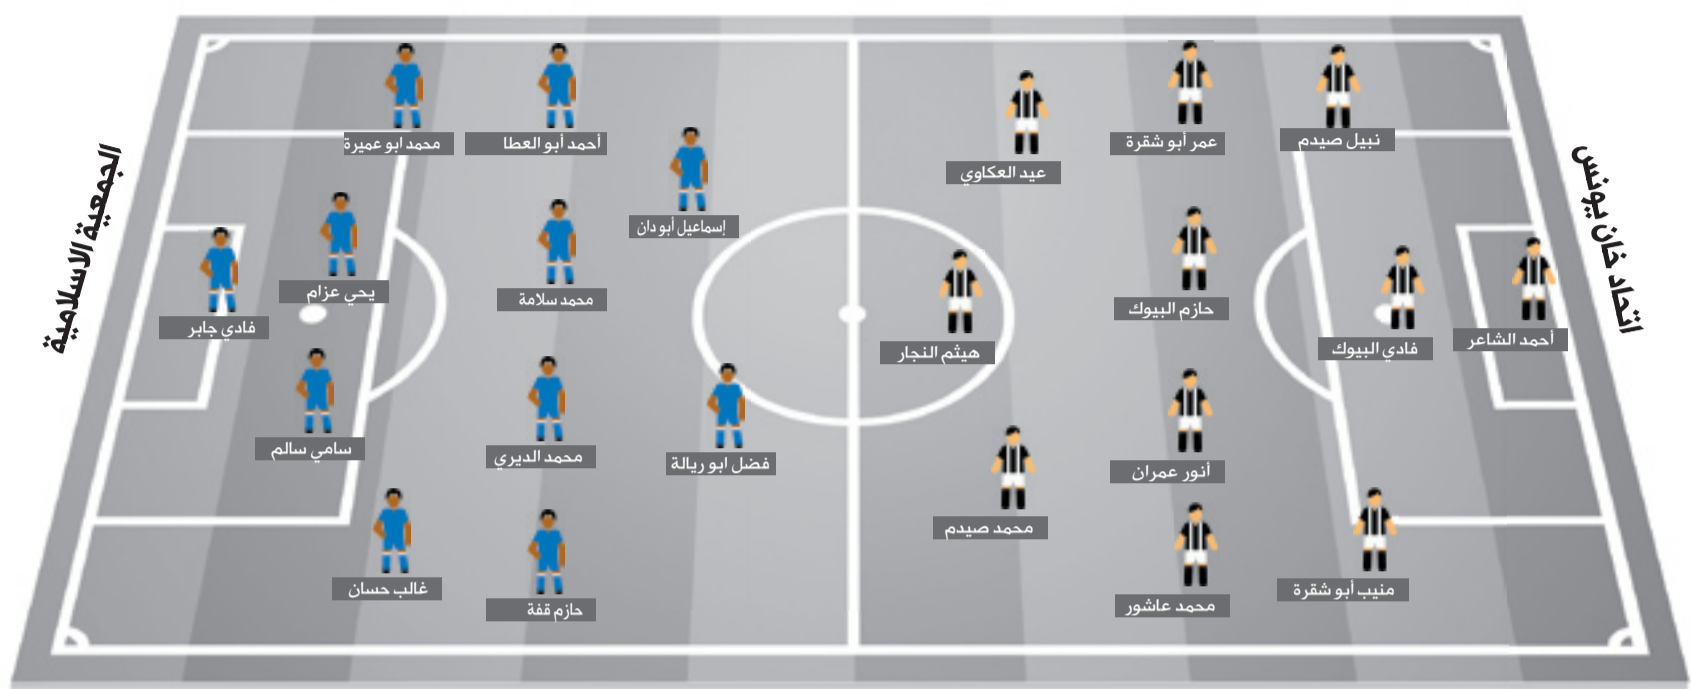 الجمعية الاسلامية
اتحاد خان يونس
محمد ابو عميرة
أحمد أبو العطا
إسماعيل أبو دان
يحي عزام
فادي جابر
محمد سلامة
سامي سالم
محمد الديري
فضل ابو ريالة
غالب حسان
حازم قفة
عيد العكاوي
عمر أبو شقرة
نبيل صيدم
هيثم النجار
حازم البيوك
فادي البيوك
أحمد الشاعر
محمد صيدم
أنور عمران
محمد عاشور
منيب أبو شقرة